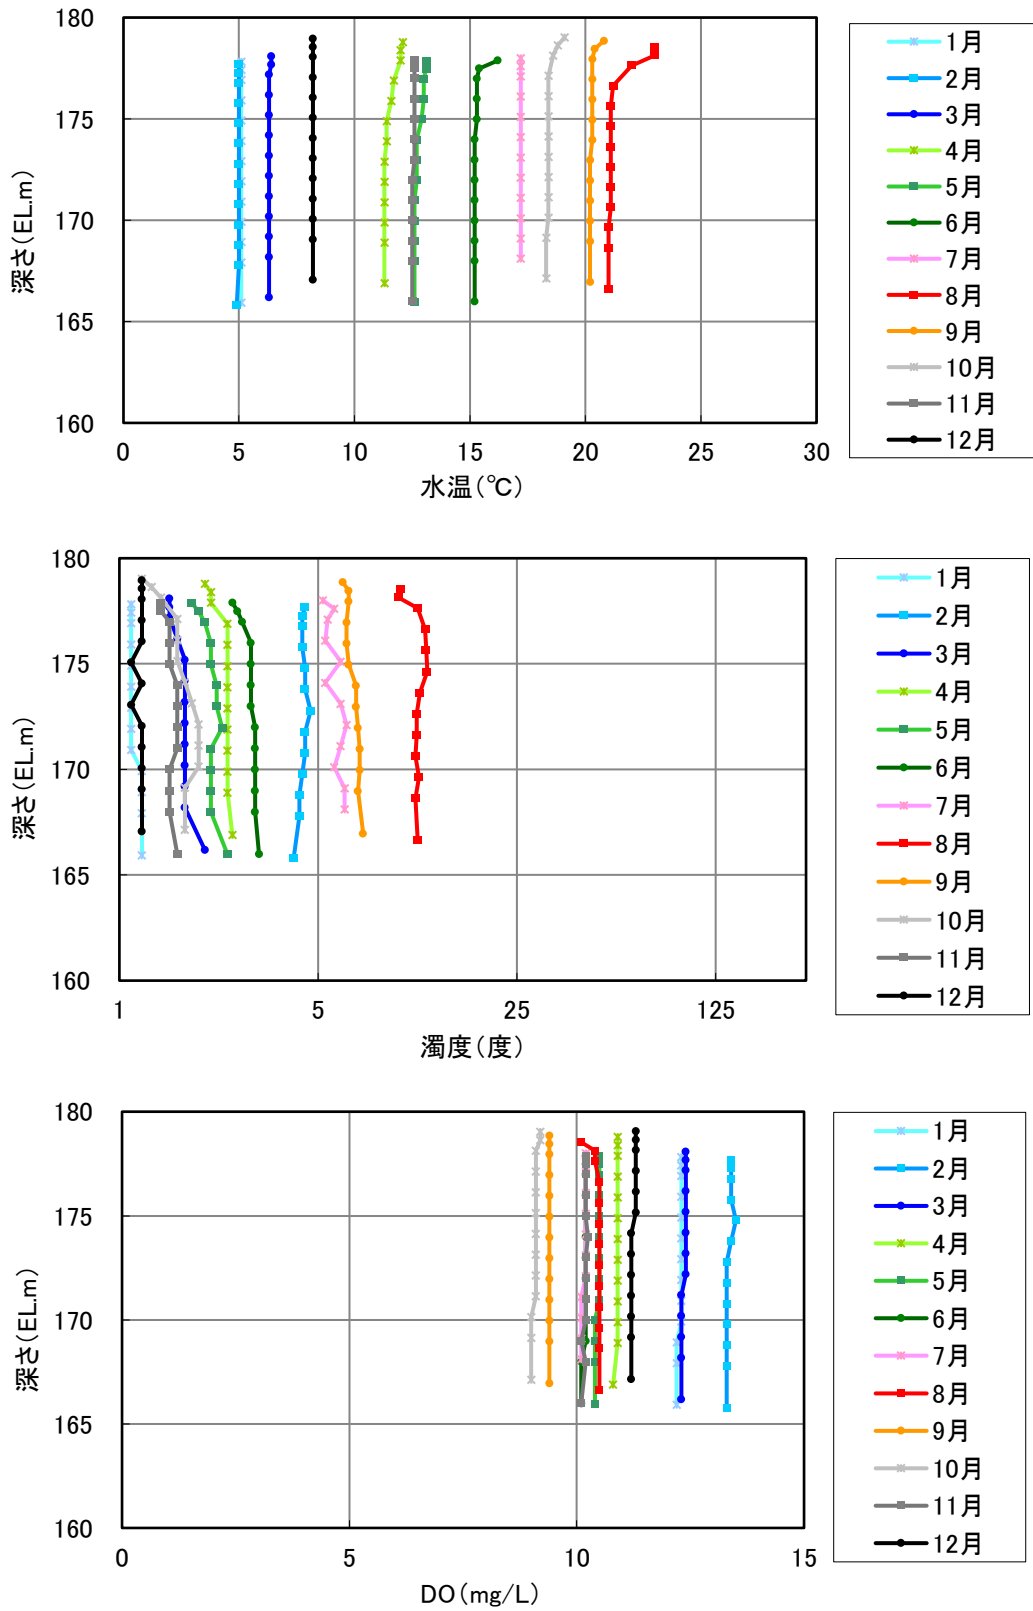 180
175
170
165
160
深さ(EL.m)
0 5 10 15 20 25 30
水温(℃)
1月
2月
3月
4月
5月
6月
7月
8月
9月
10月
11月
12月
180
175
170
165
160
深さ(EL.m)
1 5 25 125
濁度(度)
1月
2月
3月
4月
5月
6月
7月
8月
9月
10月
11月
12月
180
175
170
165
160
深さ(EL.m)
0 5 10 15
DO(mg/L)
1月
2月
3月
4月
5月
6月
7月
8月
9月
10月
11月
12月